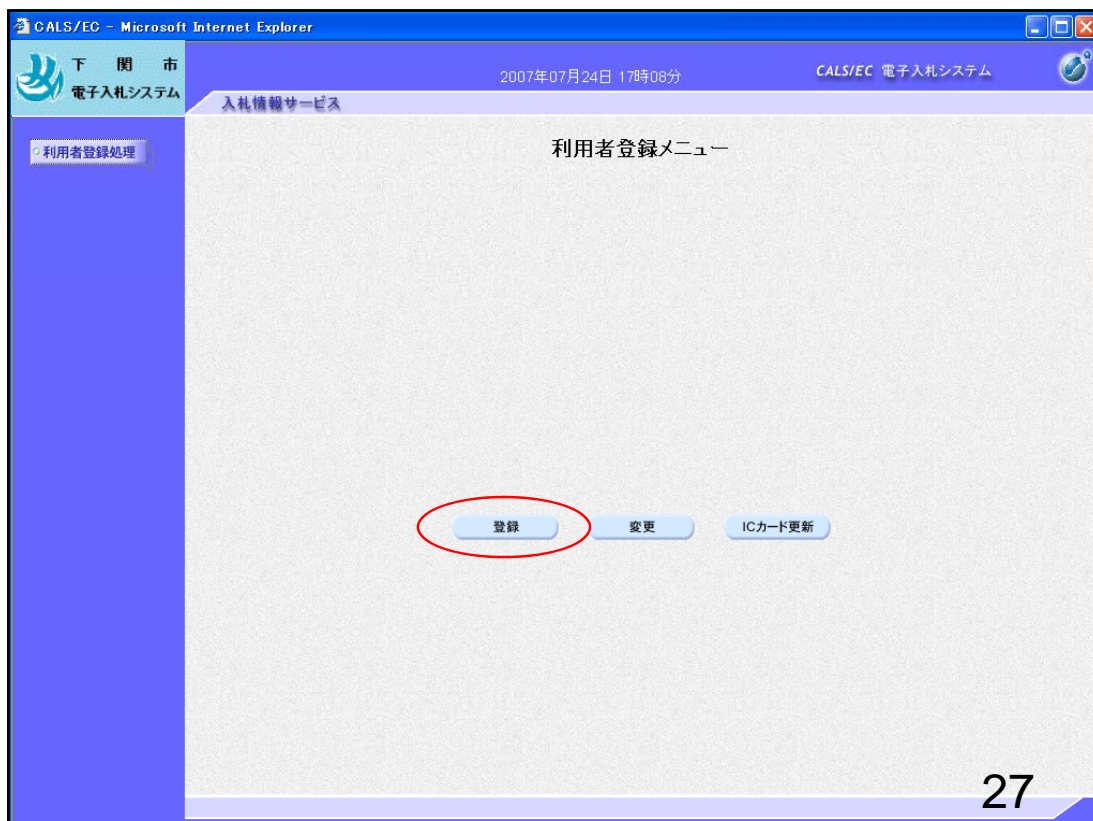 CALS/EC - Microsoft Internet Explorer
下関市
電子入札システム
2007年07月24日 17時08分
CALS/EC 電子入札システム
入札情報サービス
利用者登録処理
利用者登録メニュー
登録
変更
ICカード更新
27